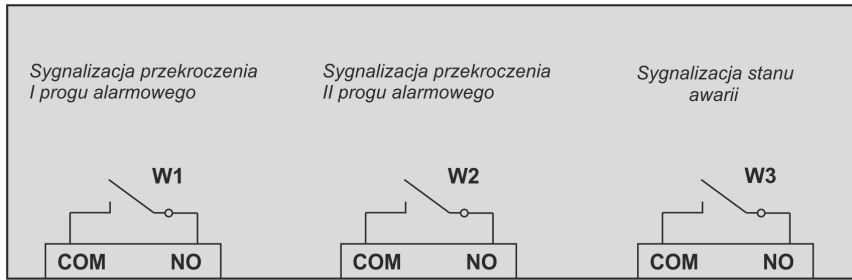 Sygnalizacja przekroczenia
I progu alarmowego
Sygnalizacja przekroczenia
II progu alarmowego
Sygnalizacja stanu
awarii
W1
W2
W3
COM NO
COM NO
COM NO